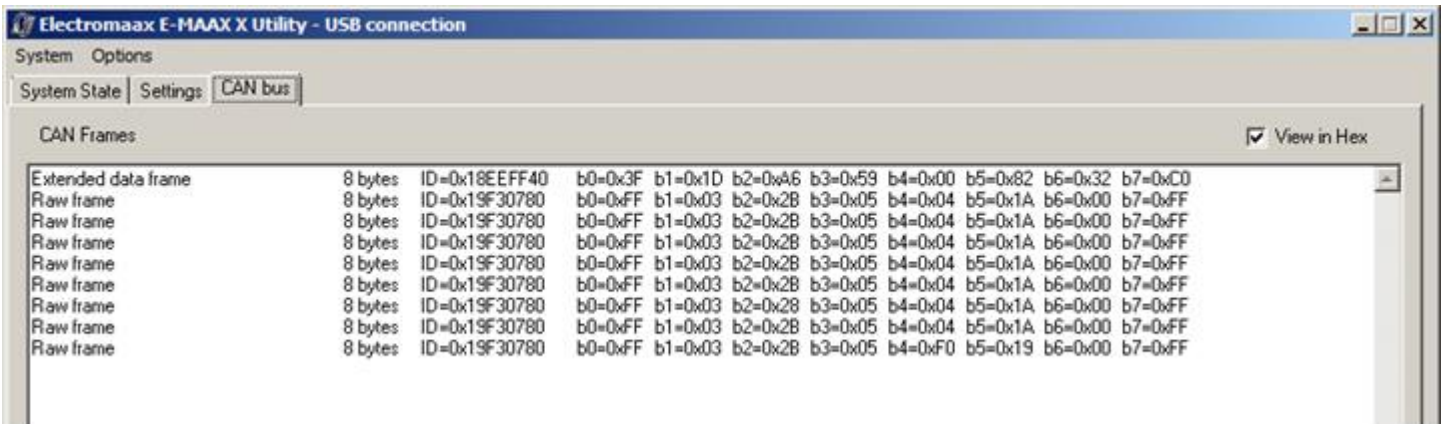 Electromaax E-MAAX X Utility - USB connection
System Options
System State Settings CAN bus
CAN Frames View in Hex
Extended data frame 8 bytes ID=0x18EEFF40 b0=0x3F b1=0x1D b2=0xA6 b3=0x59 b4=0x00 b5=0x82 b6=0x32 b7=0xC0
Raw frame 8 bytes ID=0x19F30780 b0=0xFF b1=0x03 b2=0x2B b3=0x05 b4=0x04 b5=0x1A b6=0x00 b7=0xFF
Raw frame 8 bytes ID=0x19F30780 b0=0xFF b1=0x03 b2=0x2B b3=0x05 b4=0x04 b5=0x1A b6=0x00 b7=0xFF
Raw frame 8 bytes ID=0x19F30780 b0=0xFF b1=0x03 b2=0x2B b3=0x05 b4=0x04 b5=0x1A b6=0x00 b7=0xFF
Raw frame 8 bytes ID=0x19F30780 b0=0xFF b1=0x03 b2=0x2B b3=0x05 b4=0x04 b5=0x1A b6=0x00 b7=0xFF
Raw frame 8 bytes ID=0x19F30780 b0=0xFF b1=0x03 b2=0x2B b3=0x05 b4=0x04 b5=0x1A b6=0x00 b7=0xFF
Raw frame 8 bytes ID=0x19F30780 b0=0xFF b1=0x03 b2=0x28 b3=0x05 b4=0x04 b5=0x1A b6=0x00 b7=0xFF
Raw frame 8 bytes ID=0x19F30780 b0=0xFF b1=0x03 b2=0x2B b3=0x05 b4=0x04 b5=0x1A b6=0x00 b7=0xFF
Raw frame 8 bytes ID=0x19F30780 b0=0xFF b1=0x03 b2=0x2B b3=0x05 b4=0xF0 b5=0x19 b6=0x00 b7=0xFF